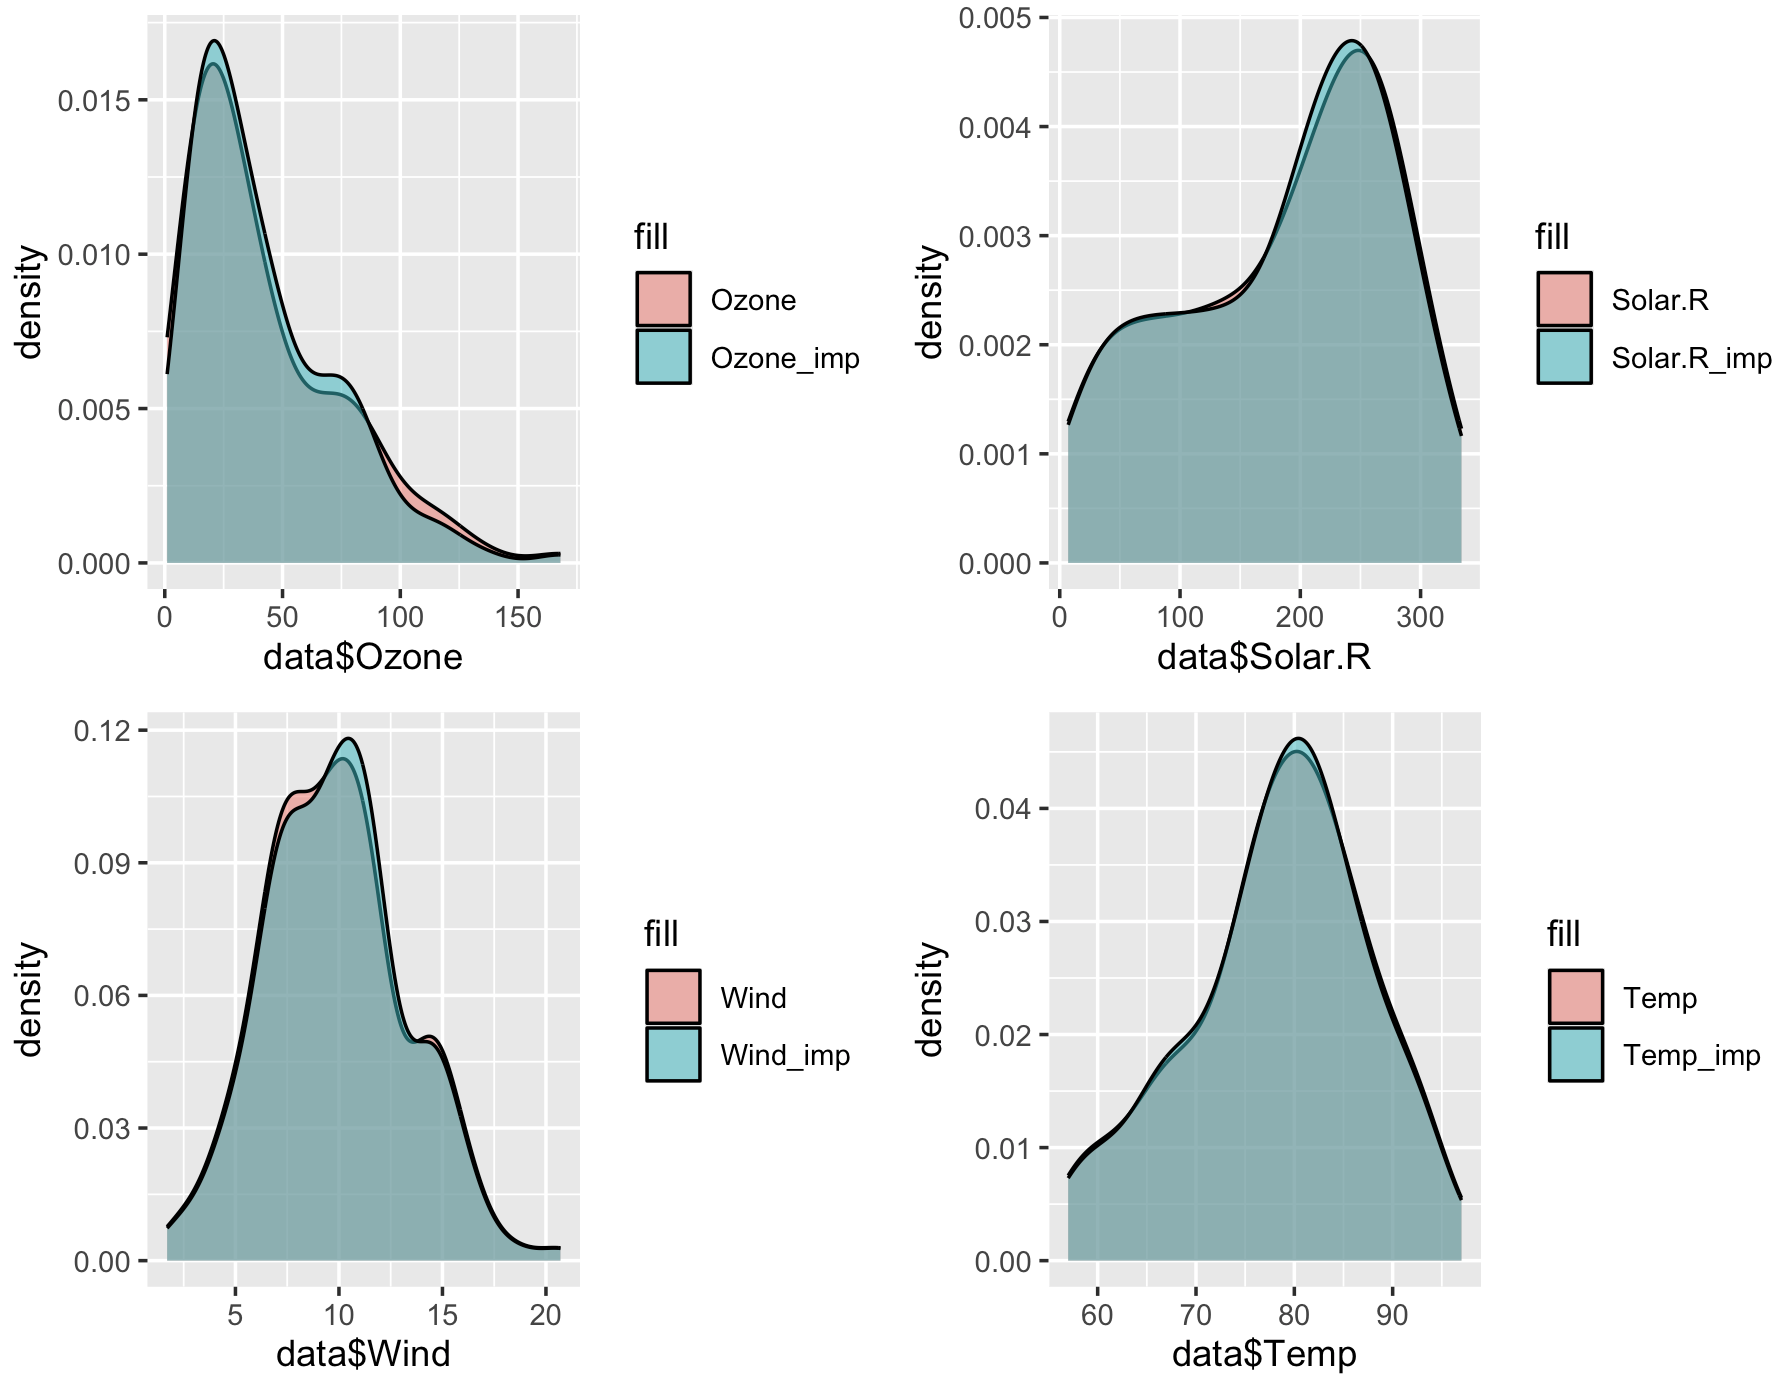 density
0.015
0.010
0.005
0.000
0
50
100
150
data$Ozone
fill
Ozone
Ozone_imp
density
0.005
0.004
0.003
0.002
0.001
0.000
0
100
200
300
data$Solar.R
fill
Solar.R
Solar.R_imp
density
0.12
0.09
0.06
0.03
0.00
5
10
15
20
data$Wind
fill
Wind
Wind_imp
density
0.04
0.03
0.02
0.01
0.00
60
70
80
90
data$Temp
fill
Temp
Temp_imp